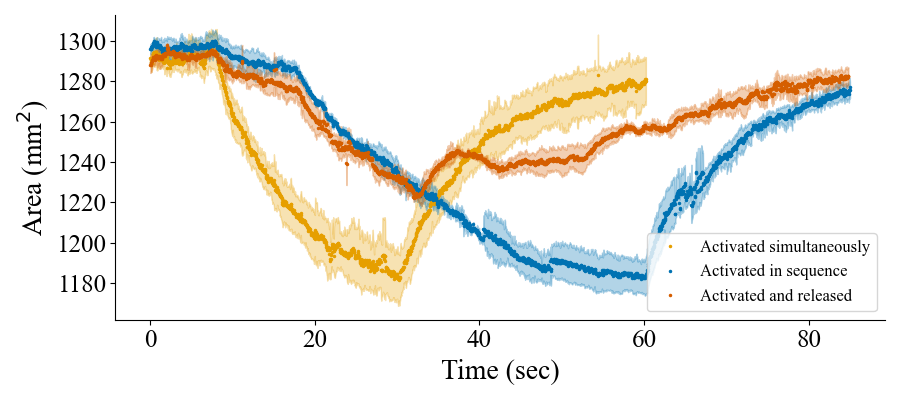 1300
1280
1260
1240
1220
1200
1180
Area (mm²)
0 20 40 60 80
Time (sec)
Activated simultaneously
Activated in sequence
Activated and released